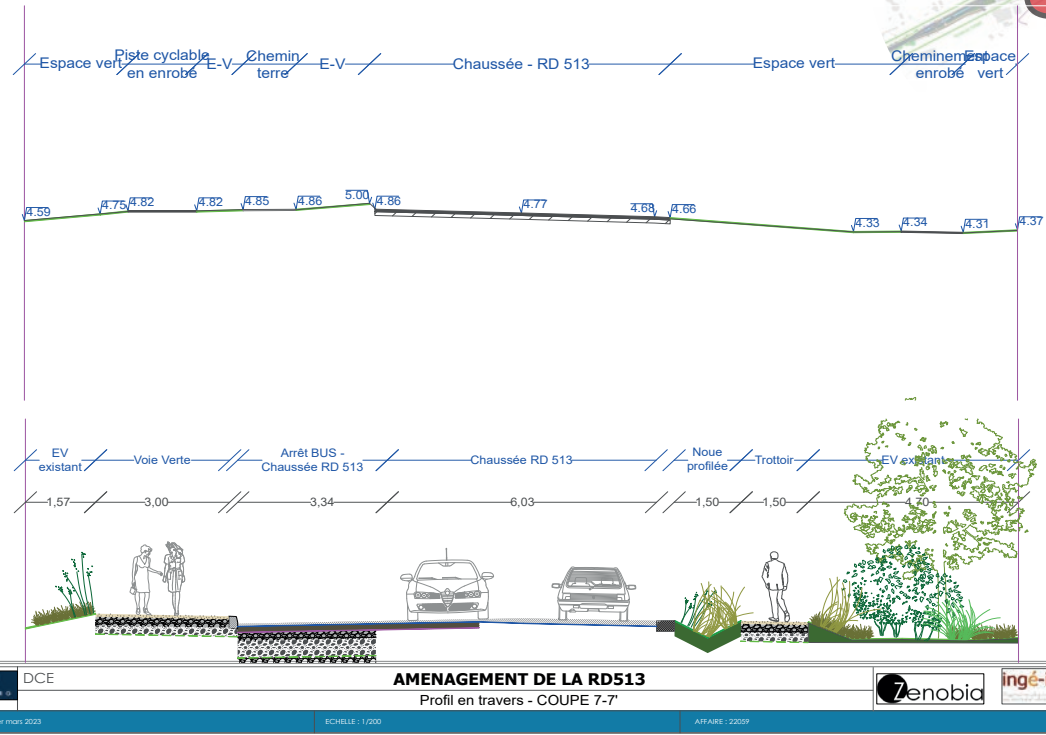 Espace vert
Piste cyclable
en enrobé
E-V
Chemin
terre
E-V
Chaussée - RD 513
Espace vert
Cheminement
enrobé
Espace
vert
4.59
4.75
4.82
4.82
4.85
4.86
5.00
4.86
4.77
4.68
4.66
4.33
4.34
4.31
4.37
EV
existant
Voie Verte
Arrêt BUS -
Chaussée RD 513
Chaussée RD 513
Noue
profilée
Trottoir
EV existant
1,57
3,00
3,34
6,03
1,50
1,50
4,70
DCE
AMENAGEMENT DE LA RD513
Profil en travers - COUPE 7-7'
Zenobia
ingé-
mars 2023
ECHELLE : 1/200
AFFAIRE : 22059